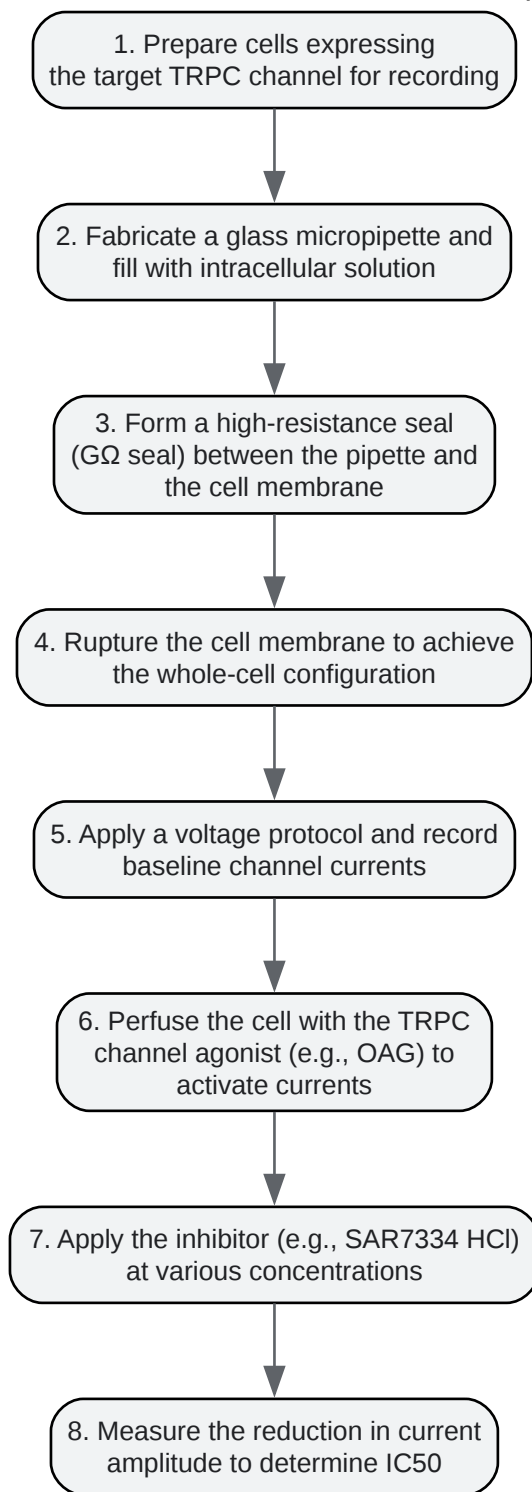 1. Prepare cells expressing
the target TRPC channel for recording
2. Fabricate a glass micropipette and
fill with intracellular solution
3. Form a high-resistance seal
(GΩ seal) between the pipette and
the cell membrane
4. Rupture the cell membrane to achieve
the whole-cell configuration
5. Apply a voltage protocol and record
baseline channel currents
6. Perfuse the cell with the TRPC
channel agonist (e.g., OAG) to
activate currents
7. Apply the inhibitor (e.g., SAR7334 HCl)
at various concentrations
8. Measure the reduction in current
amplitude to determine IC50